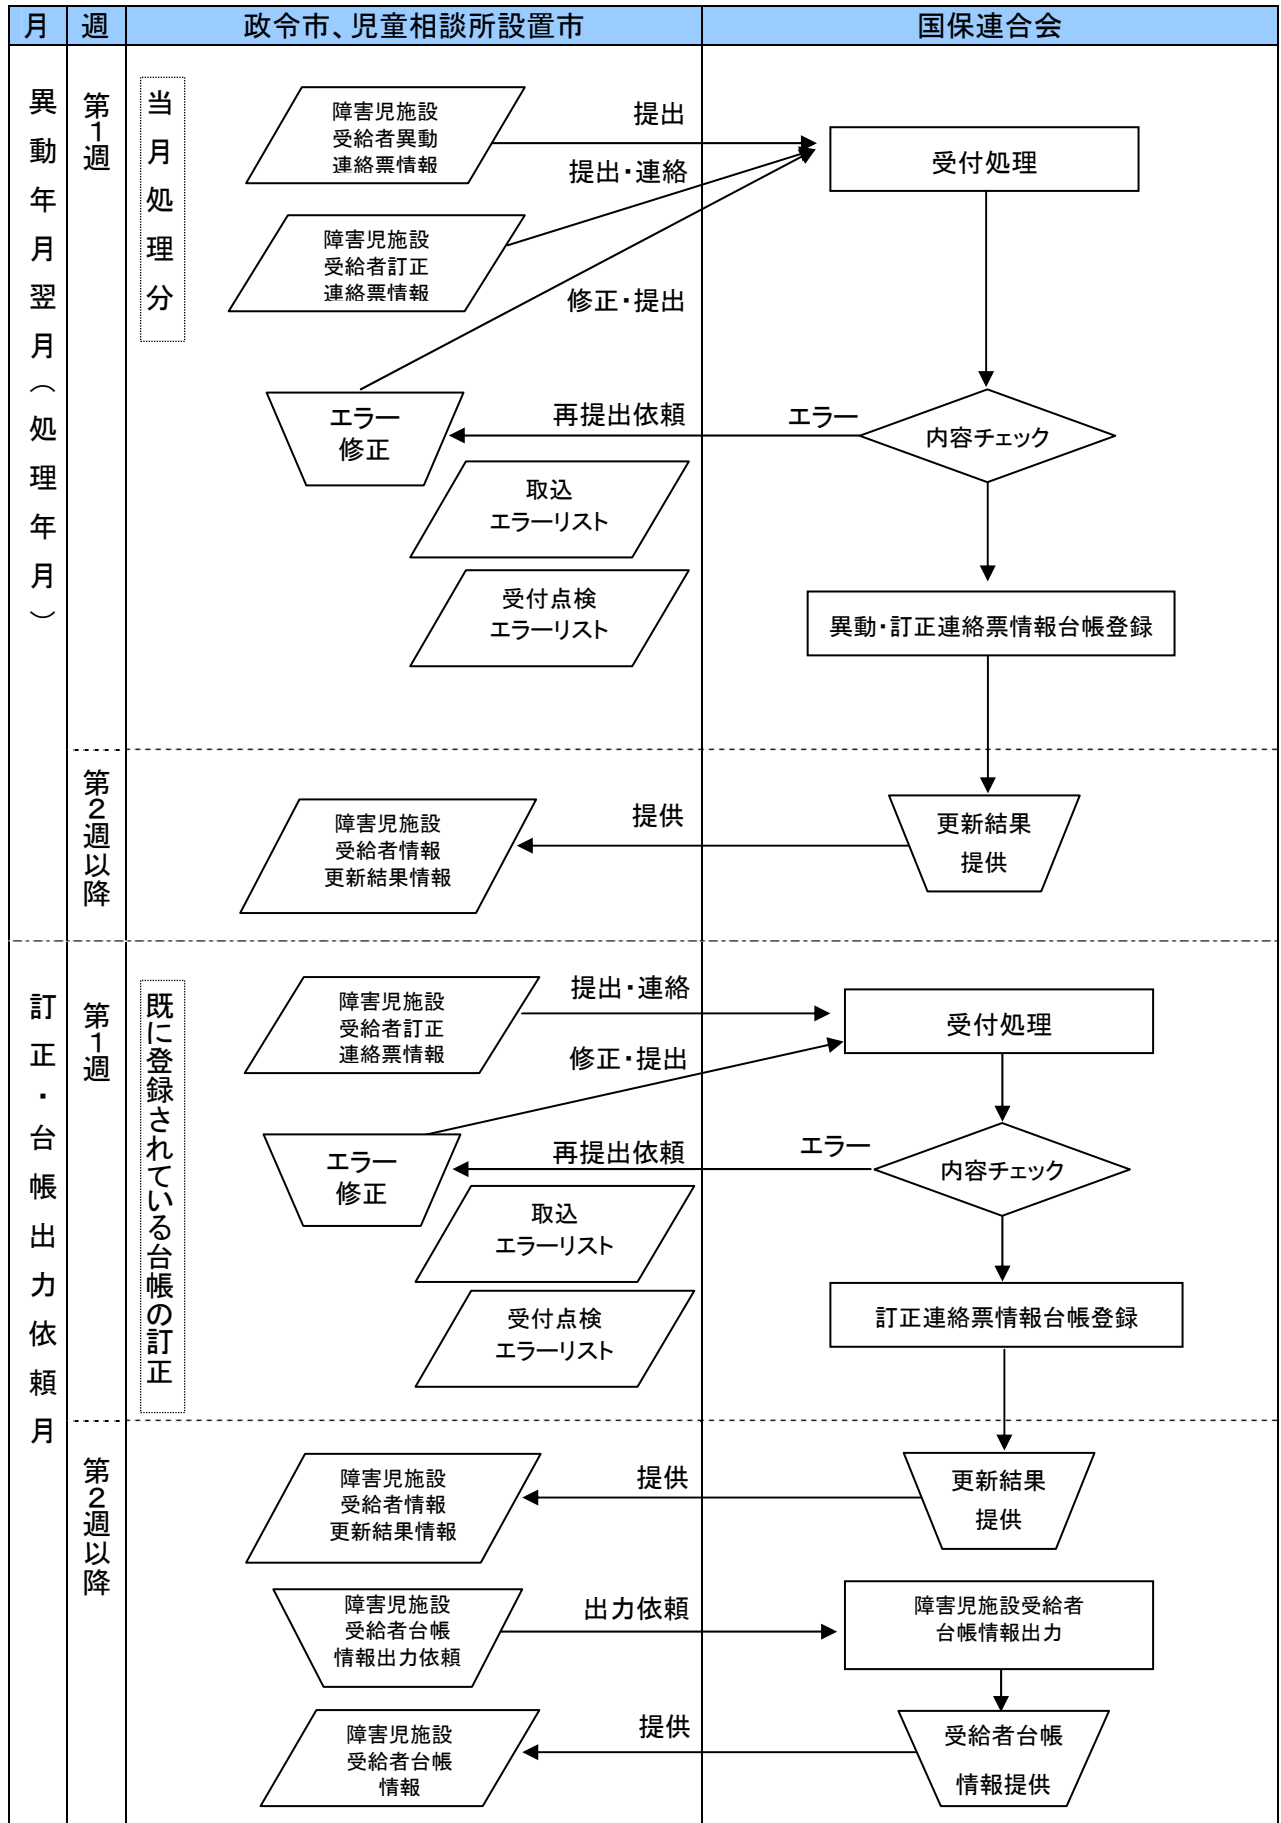 月
週
政令市、児童相談所設置市
国保連合会
異動年月翌月（処理年月）
第1週
当月処理分
障害児施設
受給者異動
連絡票情報
提出
受付処理
提出・連絡
障害児施設
受給者訂正
連絡票情報
修正・提出
エラー
修正
再提出依頼
エラー
内容チェック
取込
エラーリスト
受付点検
エラーリスト
異動・訂正連絡票情報台帳登録
第2週以降
障害児施設
受給者情報
更新結果情報
提供
更新結果
提供
訂正・台帳出力依頼月
第1週
既に登録されている台帳の訂正
障害児施設
受給者訂正
連絡票情報
提出・連絡
受付処理
修正・提出
エラー
修正
再提出依頼
エラー
内容チェック
取込
エラーリスト
受付点検
エラーリスト
訂正連絡票情報台帳登録
第2週以降
障害児施設
受給者情報
更新結果情報
提供
更新結果
提供
障害児施設
受給者台帳
情報出力依頼
出力依頼
障害児施設受給者
台帳情報出力
障害児施設
受給者台帳
情報
提供
受給者台帳
情報提供